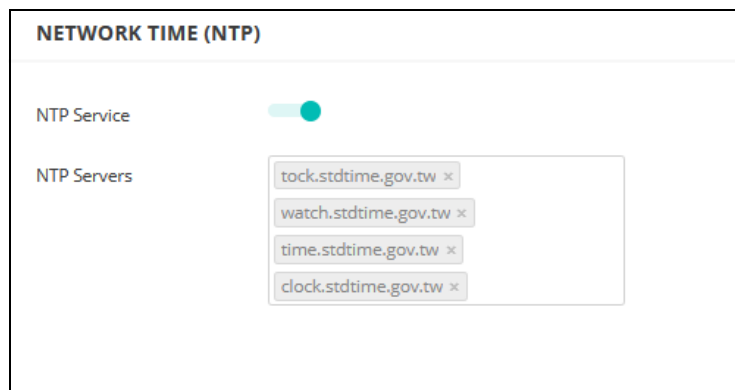 NETWORK TIME (NTP)
NTP Service
NTP Servers
tock.stdtime.gov.tw ×
watch.stdtime.gov.tw ×
time.stdtime.gov.tw ×
clock.stdtime.gov.tw ×